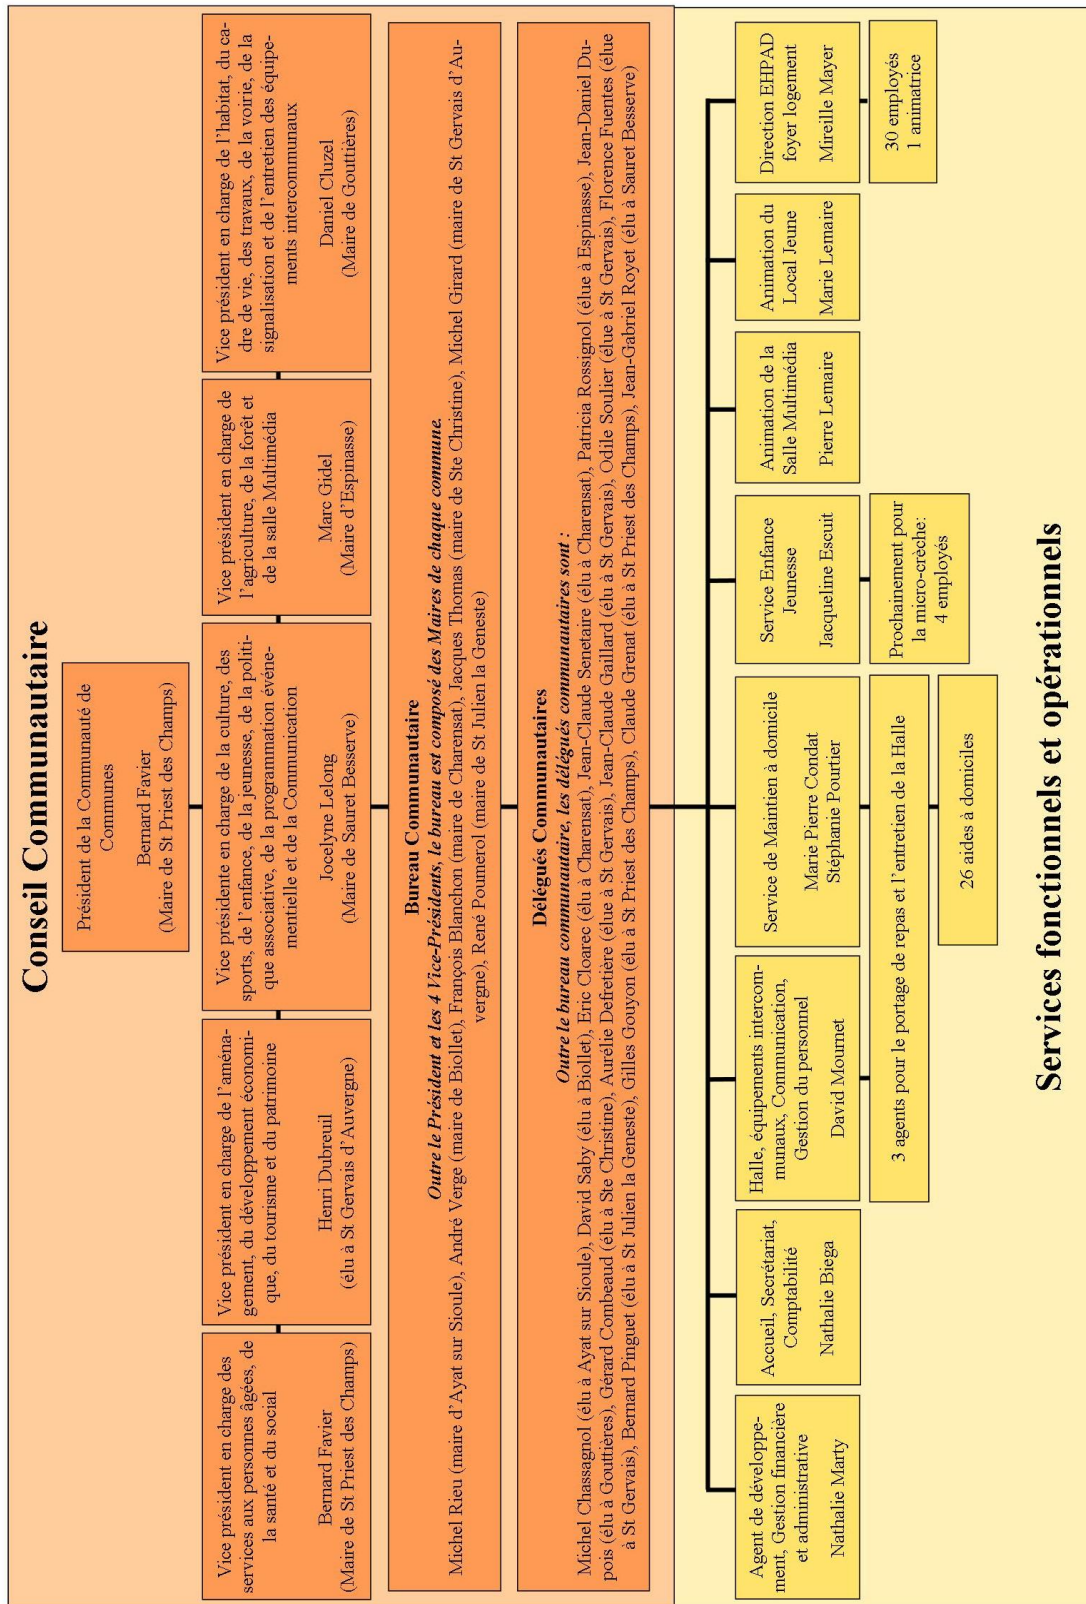 Conseil Communautaire
Président de la Communauté de
Communes
Bernard Favier
(Maire de St Priest des Champs)
Vice président en charge des
services aux personnes âgées, de
la santé et du social
Bernard Favier
(Maire de St Priest des Champs)
Vice président en charge de l'aména-
gement, du développement économi-
que, du tourisme et du patrimoine
Henri Dubreuil
(élu à St Gervais d'Auvergne)
Vice présidente en charge de la culture, des
sports, de l'enfance, de la jeunesse, de la politi-
que associative, de la programmation événe-
mentielle et de la Communication
Jocelyne Lelong
(Maire de Sauret Besserve)
Vice président en charge de
l'agriculture, de la forêt et
de la salle Multimédia
Marc Gidel
(Maire d'Espinasse)
Vice président en charge de l'habitat, du ca-
dre de vie, des travaux, de la voirie, de la
signalisation et de l'entretien des équipe-
ments intercommunaux
Daniel Cluzel
(Maire de Gouttières)
Bureau Communautaire
Outre le Président et les 4 Vice-Présidents, le bureau est composé des Maires de chaque commune.
Michel Rieu (maire d'Ayat sur Sioule), André Verge (maire de Biollet), François Blanchon (maire de Charensat), Jacques Thomas (maire de Ste Christine), Michel Girard (maire de St Gervais d'Au-
vergne), René Poumerol (maire de St Julien la Geneste)
Délégués Communautaires
Outre le bureau communautaire, les délégués communautaires sont :
Michel Chassagnol (élu à Ayat sur Sioule), David Saby (élu à Biollet), Eric Cloarec (élu à Charensat), Jean-Claude Senetaire (élu à Charensat), Patricia Rossignol (élue à Espinasse), Jean-Daniel Du-
pois (élu à Gouttières), Gérard Combeaud (élu à Ste Christine), Aurélie Defretière (élue à St Gervais), Jean-Claude Gaillard (élu à St Gervais), Odile Soulier (élue à St Gervais), Florence Fuentes (élue
à St Gervais), Bernard Pinguet (élu à St Julien la Geneste), Gilles Gouyon (élu à St Priest des Champs), Claude Grenat (élu à St Priest des Champs), Jean-Gabriel Royet (élu à Sauret Besserve)
Agent de développe-
ment, Gestion financière
et administrative
Nathalie Marty
Accueil, Secrétariat,
Comptabilité
Nathalie Biega
Halle, équipements intercom-
munaux, Communication,
Gestion du personnel
David Mournet
Service de Maintien à domicile
Marie Pierre Condat
Stéphanie Pourtier
Service Enfance
Jeunesse
Jacqueline Escuit
Animation de la
Salle Multimédia
Pierre Lemaire
Animation du
Local Jeune
Marie Lemaire
Direction EHPAD
foyer logement
Mireille Mayer
3 agents pour le portage de repas et l'entretien de la Halle
Prochainement pour
la micro-crèche:
4 employés
30 employés
1 animatrice
26 aides à domiciles
Services fonctionnels et opérationnels